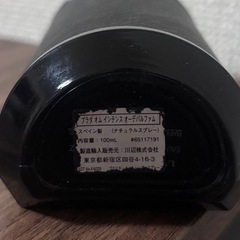 プラダ オム インテンス オーデパルファム
スペイン製 (ナチュラルスプレー)
内容量:100mL #65117191
製造輸入販売元:川辺株式会社
東京都新宿区四谷4-16-3